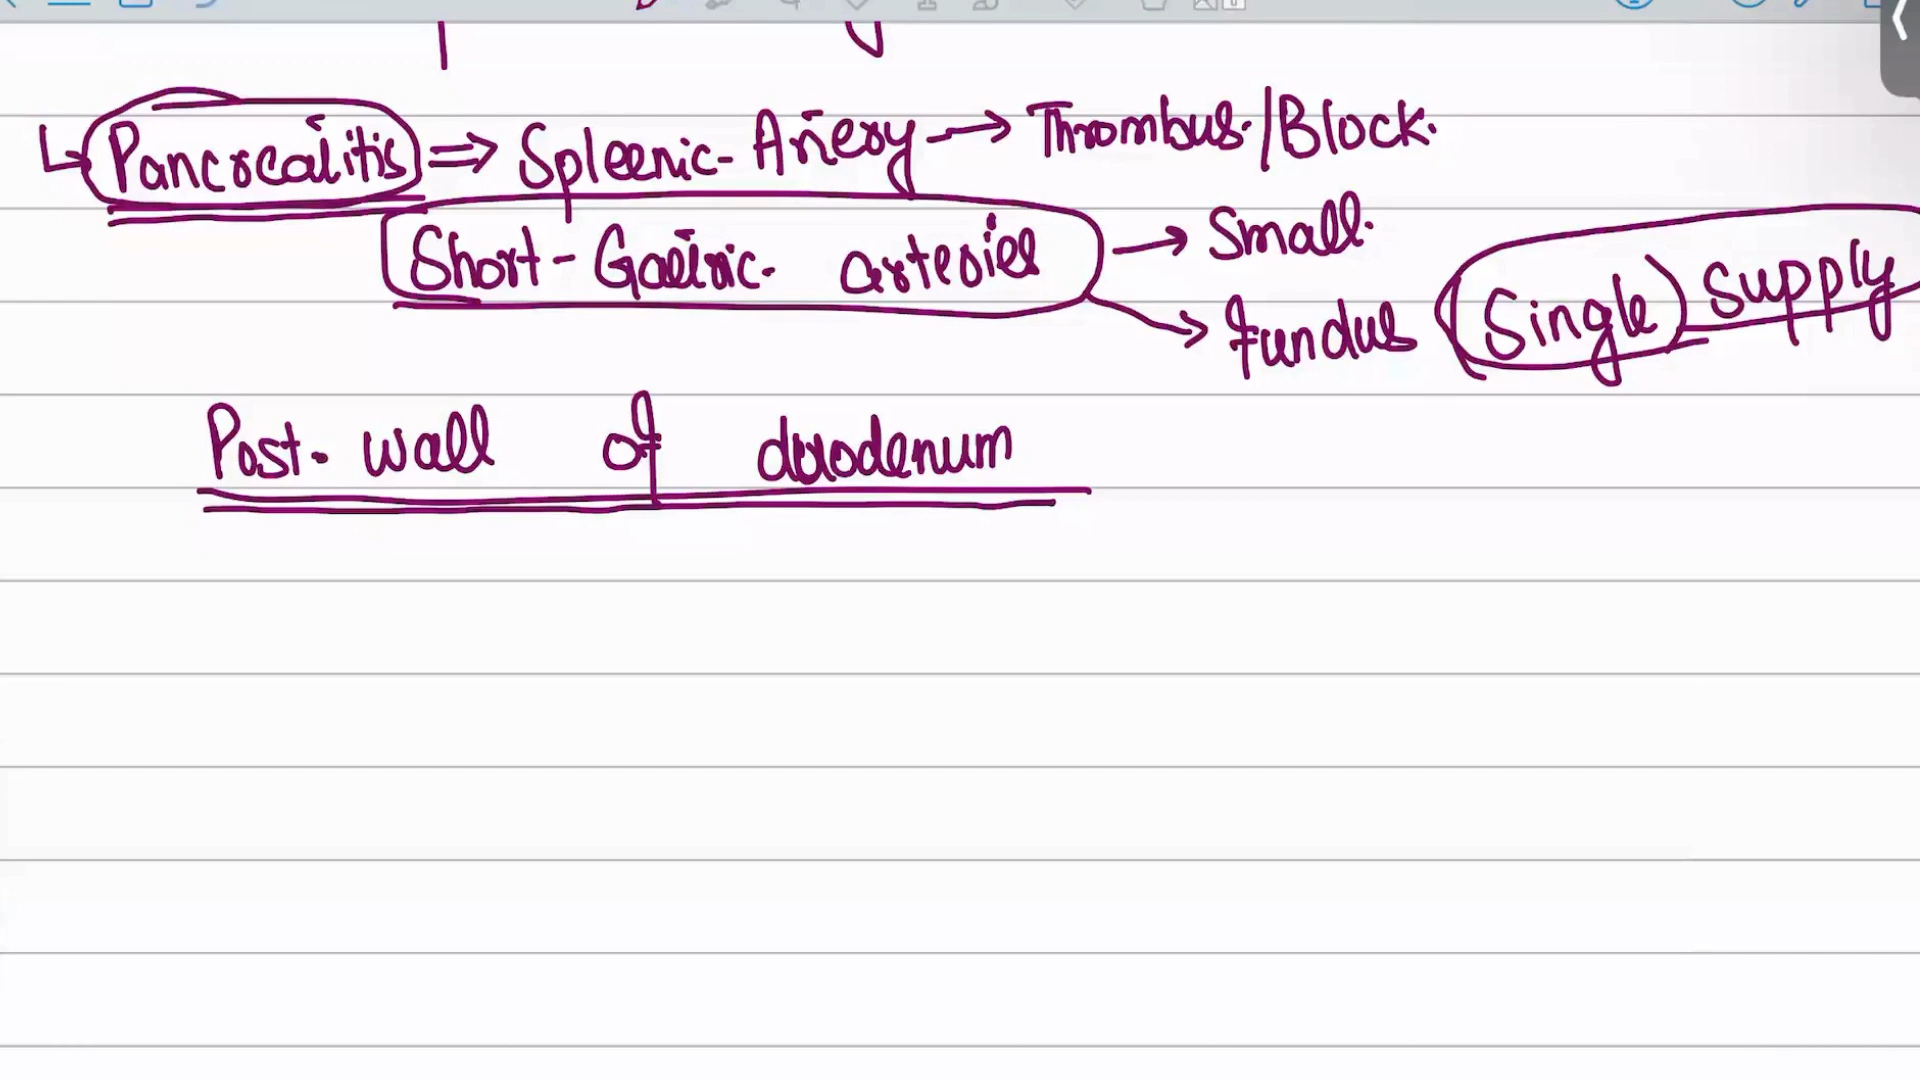 Pancreatitis ⇒ Spleenic - Artery → Thrombus./Block.
Short - Gastric. arteries → Small.
→ fundus (Single) Supply
Post. wall of duodenum